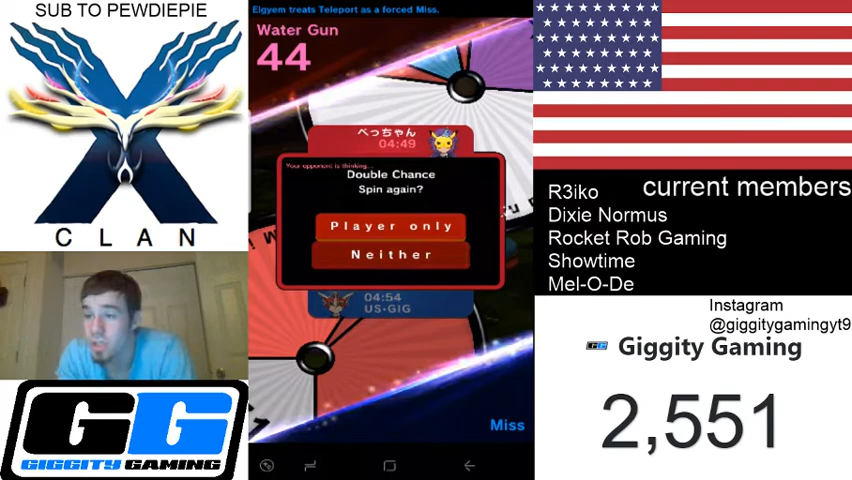 SUB TO PEWDIEPIE
CLAN
GG
GIGGITY GAMING
Elgyem treats Teleport as a forced Miss.
Water Gun
44
べっちゃん
04:49
Your opponent is thinking...
Double Chance
Spin again?
Player only
Neither
04:54
US-GIG
Miss
R3iko
current members
Dixie Normus
Rocket Rob Gaming
Showtime
Mel-O-De
Instagram
@giggitygamingyt9
GG Giggity Gaming
2,551